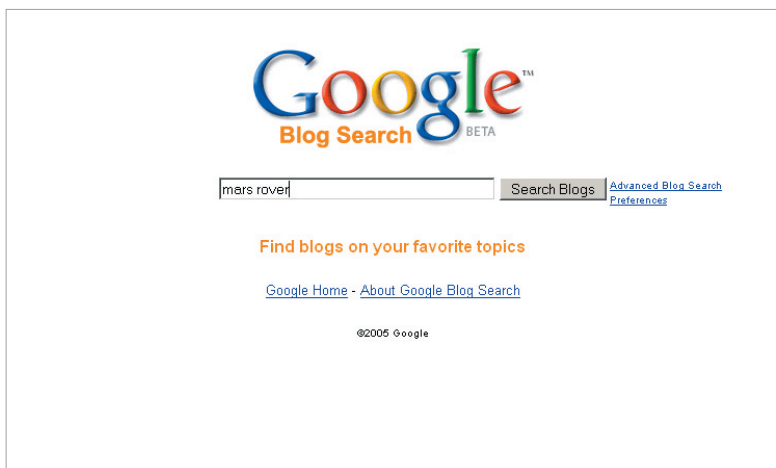 Google™
Blog Search BETA
mars rover Search Blogs Advanced Blog Search
Preferences
Find blogs on your favorite topics
Google Home - About Google Blog Search
©2005 Google